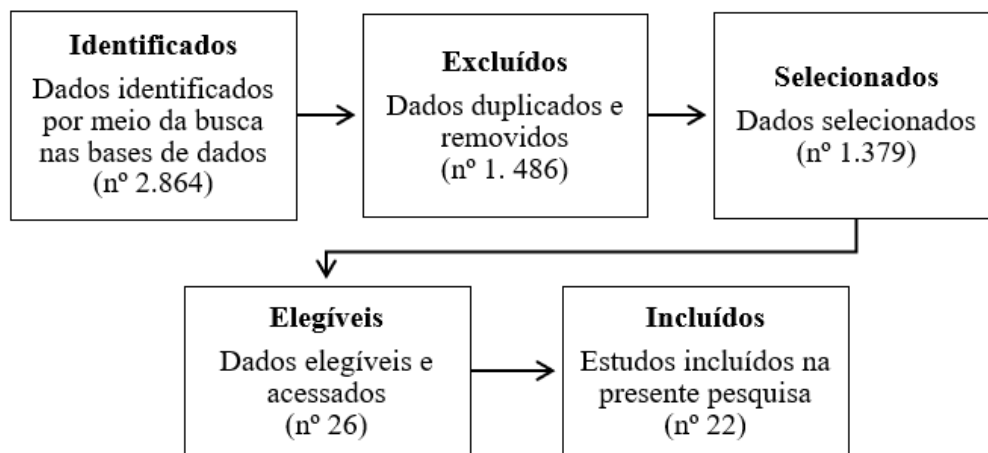 Identificados
Dados identificados
por meio da busca
nas bases de dados
(nº 2.864)
Excluídos
Dados duplicados e
removidos
(nº 1. 486)
Selecionados
Dados selecionados
(nº 1.379)
Elegíveis
Dados elegíveis e
acessados
(nº 26)
Incluídos
Estudos incluídos na
presente pesquisa
(nº 22)